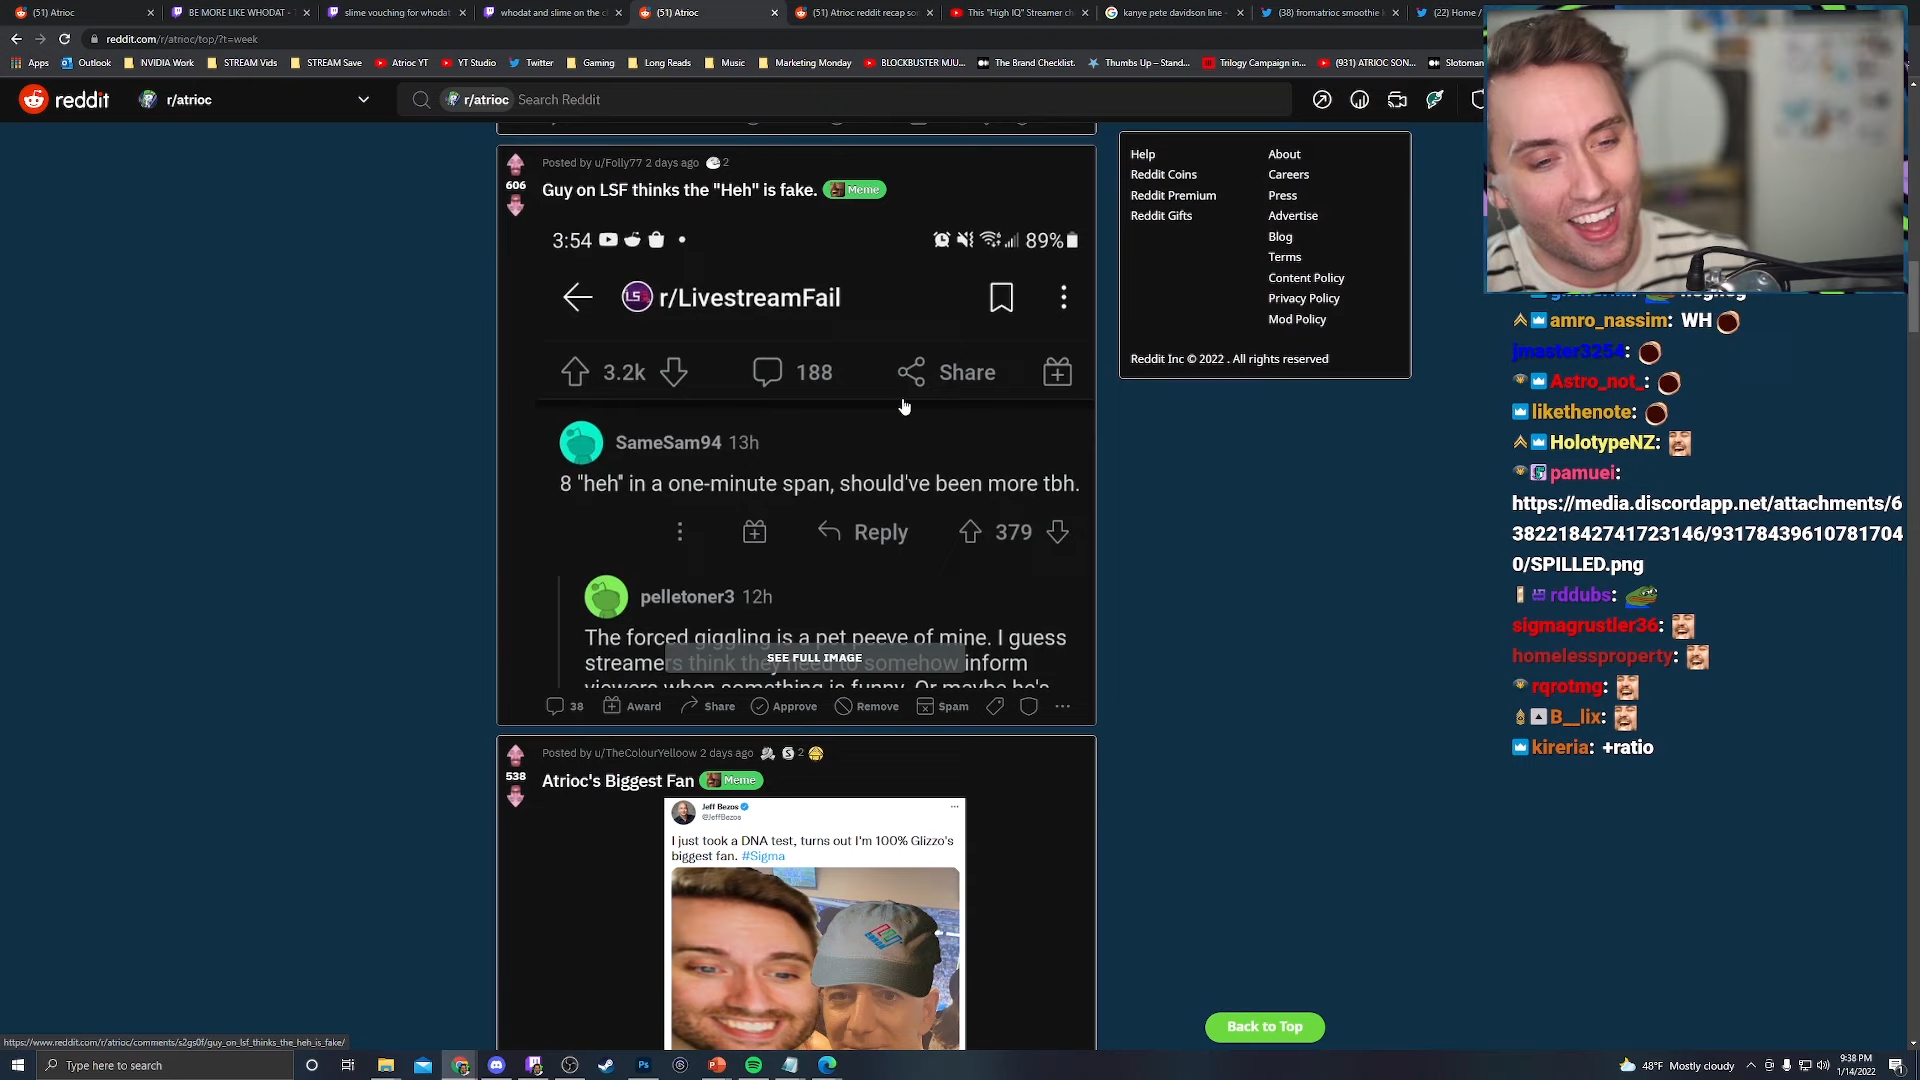 (51) Atrioc
BE MORE LIKE WHODAT -
slime vouching for whodat
whodat and slime on the c
(51) Atrioc
(51) Atrioc reddit recap so
This "High IQ" Streamer c
kanye pete davidson line -
(38) from:atrioc smoothie
(22) Home /
reddit.com/r/atrioc/top/?t=week
Apps
Outlook
NVIDIA Work
STREAM Vids
STREAM Save
Atrioc YT
YT Studio
Twitter
Gaming
Long Reads
Music
Marketing Monday
BLOCKBUSTER MJU...
The Brand Checklist.
Thumbs Up – Stand...
Trilogy Campaign in...
(931) ATRIOC SON...
Slotoman
reddit
r/atrioc
r/atrioc
Search Reddit
Posted by u/Folly77 2 days ago
2
606
Guy on LSF thinks the "Heh" is fake.
Meme
3:54
89%
r/LivestreamFail
3.2k
188
Share
SameSam94 13h
8 "heh" in a one-minute span, should've been more tbh.
Reply
379
pelletoner3 12h
The forced giggling is a pet peeve of mine. I guess
streamers think they need to somehow inform
viewers when something is funny. Or maybe he's
SEE FULL IMAGE
38
Award
Share
Approve
Remove
Spam
Posted by u/TheColourYelloow 2 days ago
2
538
Atrioc's Biggest Fan
Meme
Jeff Bezos
@JeffBezos
I just took a DNA test, turns out I'm 100% Glizzo's
biggest fan. #Sigma
Help
Reddit Coins
Reddit Premium
Reddit Gifts
About
Careers
Press
Advertise
Blog
Terms
Content Policy
Privacy Policy
Mod Policy
Reddit Inc © 2022 . All rights reserved
Back to Top
amro_nassim: WH
jmaster3254:
Astro_not_:
likethenote:
HolotypeNZ:
pamuei:
https://media.discordapp.net/attachments/6
38221842741723146/93178439610781704
0/SPILLED.png
rddubs:
sigmagrustler36:
homelessproperty:
rqrotmg:
B__lix:
kireria: +ratio
https://www.reddit.com/r/atrioc/comments/s2gs0f/guy_on_lsf_thinks_the_heh_is_fake/
Type here to search
48°F Mostly cloudy
9:38 PM
1/14/2022